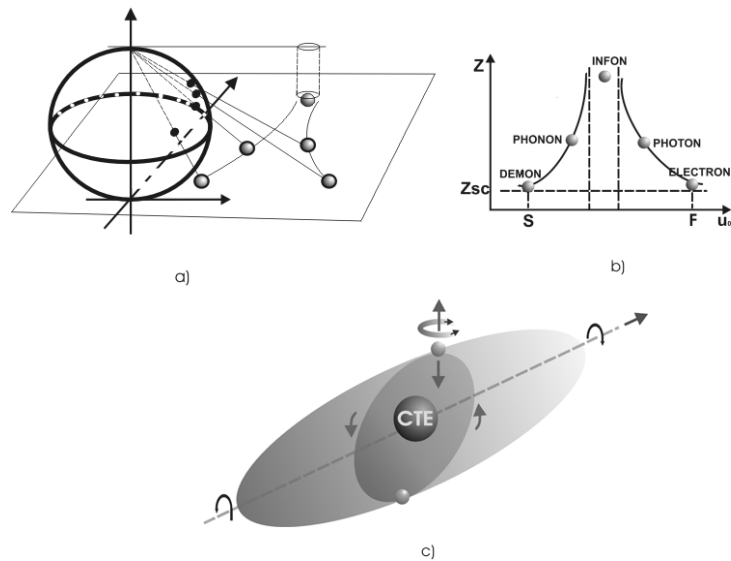 a)
Z
INFON
PHONON
PHOTON
DEMON
ELECTRON
Zsc
S
F
u₀
b)
CTE
c)